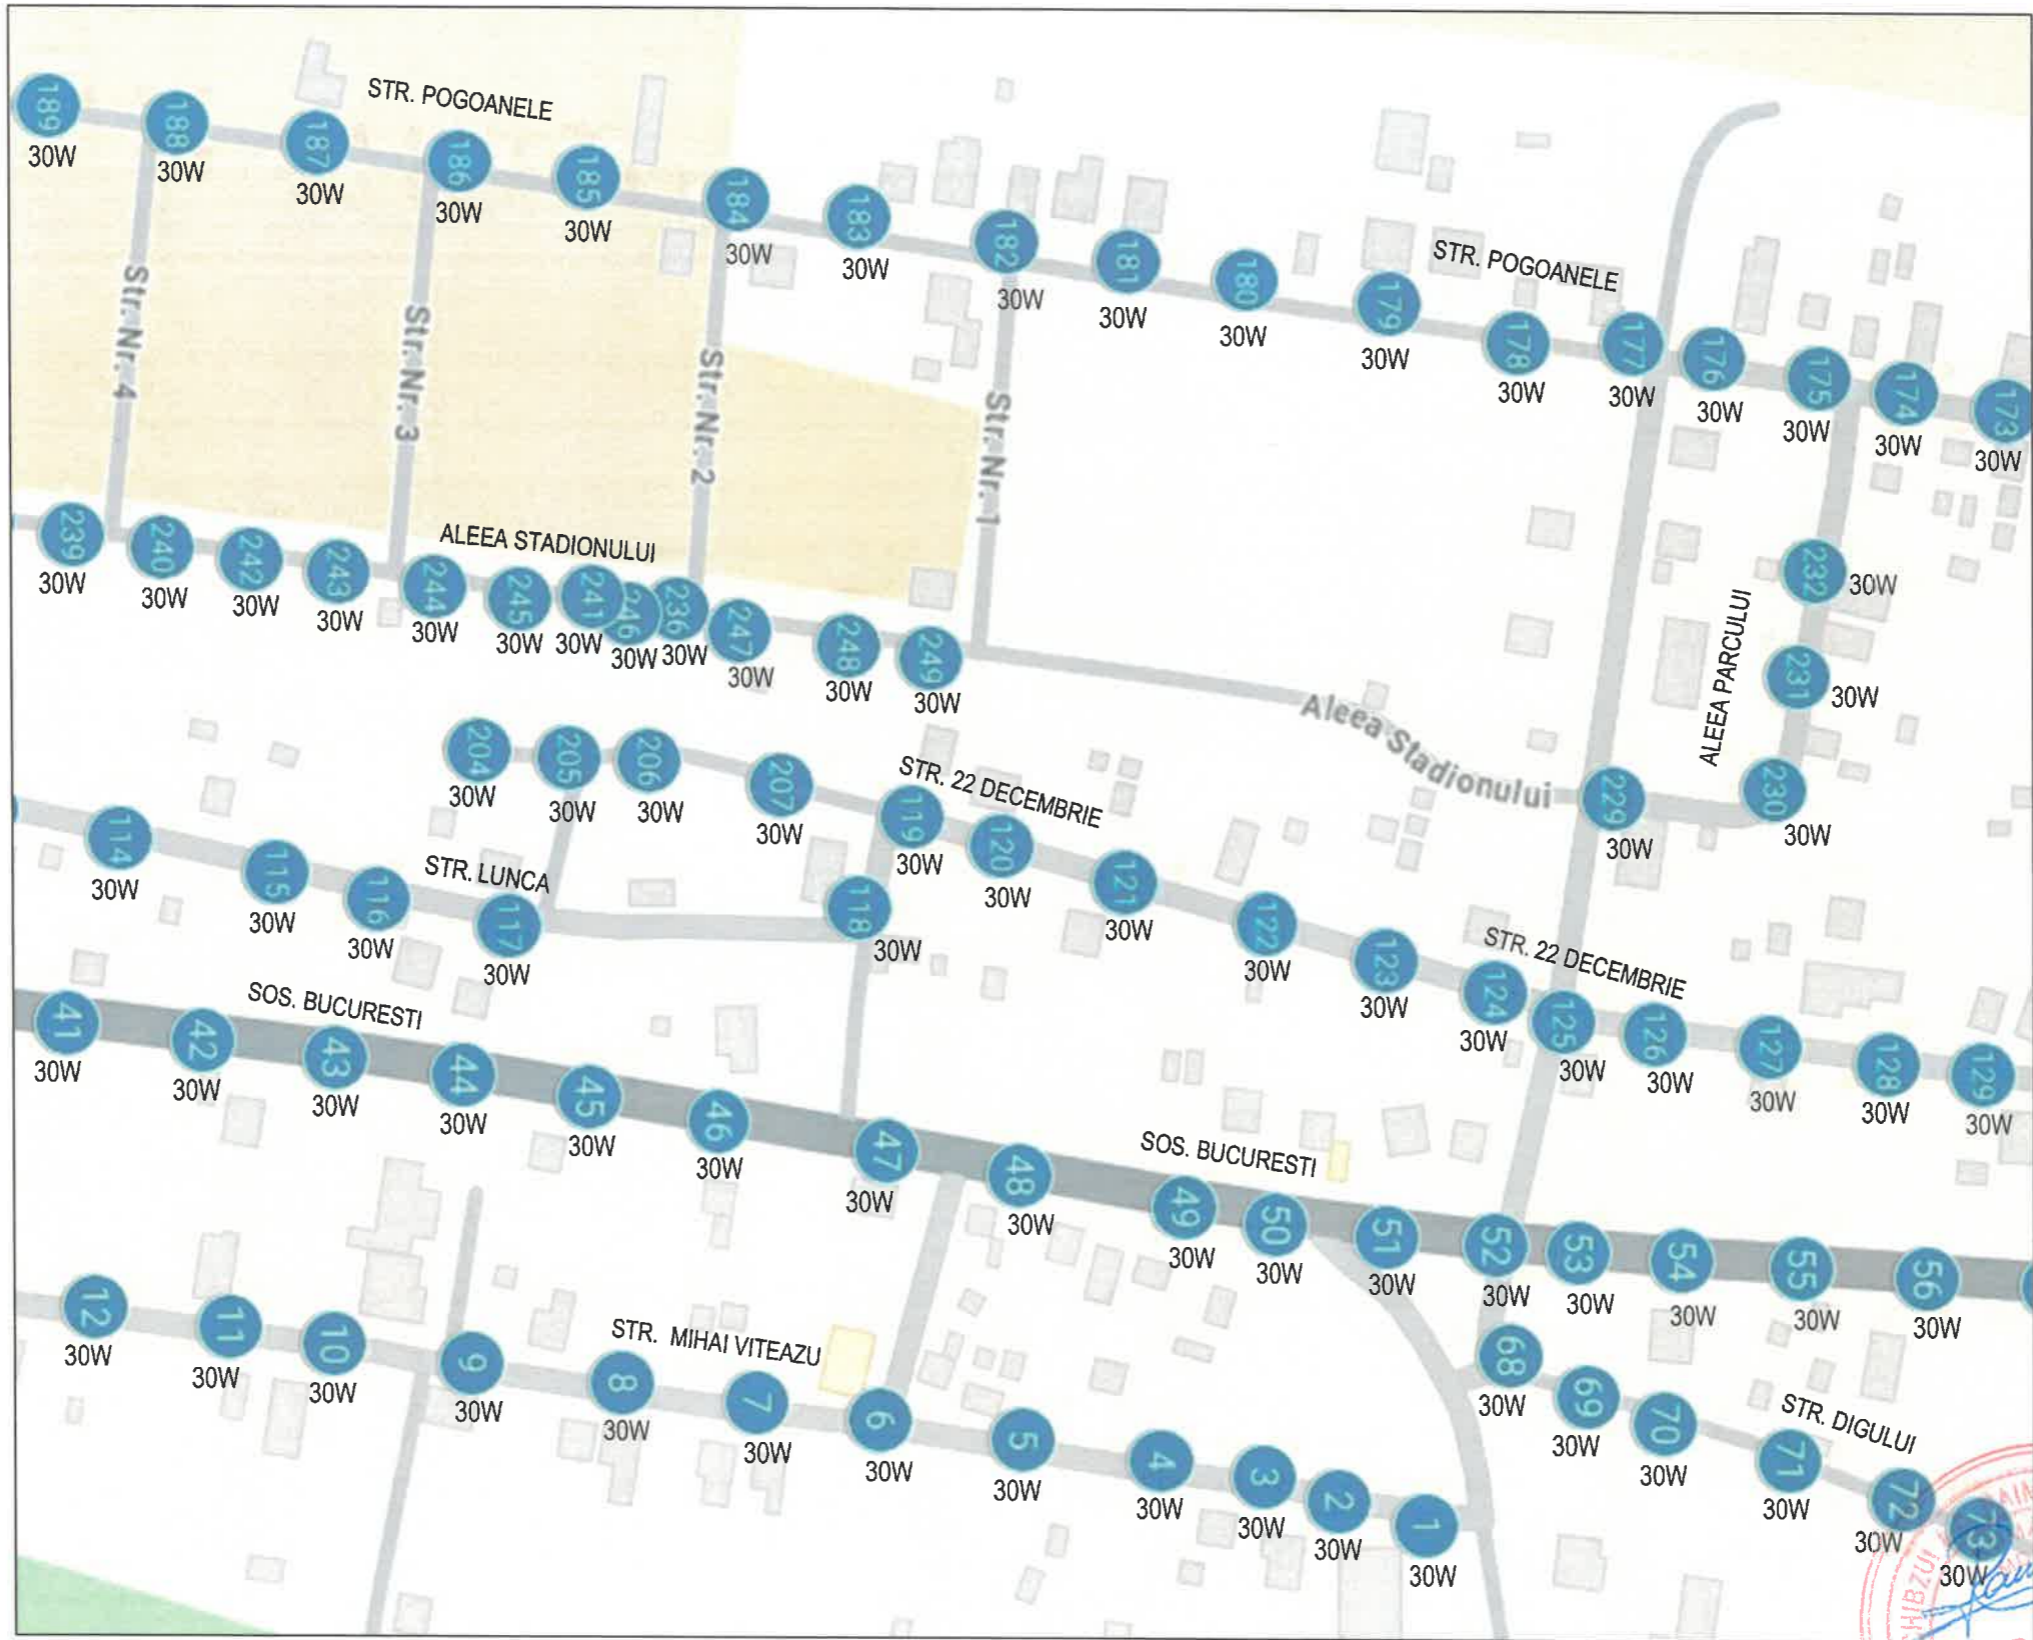 STR. POGOANELE
189 30W
188 30W
187 30W
186 30W
185 30W
184 30W
183 30W
182 30W
181 30W
180 30W
179 30W
178 30W
177 30W
176 30W
175 30W
174 30W
173 30W
STR. POGOANELE
Str. Nr. 4
Str. Nr. 3
Str. Nr. 2
Str. Nr. 1
ALEEA STADIONULUI
239 30W
240 30W
242 30W
243 30W
244 30W
245 30W
241 30W
246 30W
236 30W
247 30W
248 30W
249 30W
Aleea Stadionului
ALEEA PARCULUI
232 30W
231 30W
230 30W
229 30W
204 30W
205 30W
206 30W
207 30W
STR. 22 DECEMBRIE
119 30W
120 30W
121 30W
122 30W
123 30W
124 30W
STR. 22 DECEMBRIE
125 30W
126 30W
127 30W
128 30W
129 30W
114 30W
115 30W
116 30W
STR. LUNCA
117 30W
118 30W
SOS. BUCURESTI
41 30W
42 30W
43 30W
44 30W
45 30W
46 30W
47 30W
48 30W
SOS. BUCURESTI
49 30W
50 30W
51 30W
52 30W
53 30W
54 30W
55 30W
56 30W
12 30W
11 30W
10 30W
9 30W
STR. MIHAI VITEAZU
8 30W
7 30W
6 30W
5 30W
4 30W
3 30W
2 30W
1 30W
68 30W
69 30W
70 30W
STR. DIGULUI
71 30W
72 30W
73 30W